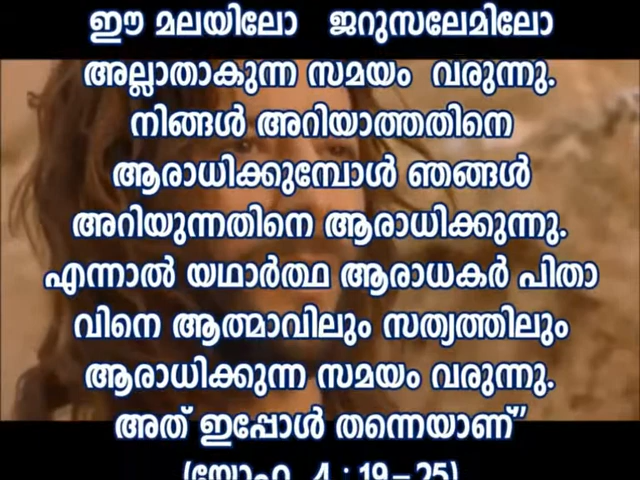 ഈ മലയിലോ ജറുസലേമിലോ
അല്ലാതാകുന്ന സമയം വരുന്നു.
നിങ്ങൾ അറിയാത്തതിനെ
ആരാധിക്കുമ്പോൾ ഞങ്ങൾ
അറിയുന്നതിനെ ആരാധിക്കുന്നു.
എന്നാൽ യഥാർത്ഥ ആരാധകർ പിതാ
വിനെ ആത്മാവിലും സത്യത്തിലും
ആരാധിക്കുന്ന സമയം വരുന്നു.
അത് ഇപ്പോൾ തന്നെയാണ്”
(യോഹ 4 : 19–25)